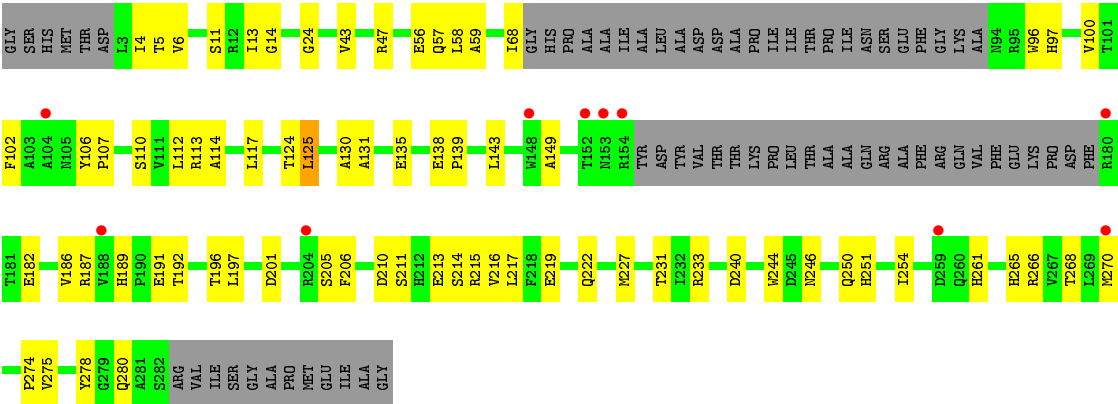 GLY SER HIS MET THR ASP L3 I4 T5 V6 S11 R12 I13 G14 G24 V43 R47 E56 Q57 L58 A59 I68 GLY HIS PRO ALA ALA ILE ALA ALA LEU ALA ASP ASP ALA PRO ILE ILE THR PRO ILE ASN SER GLU PHE GLY LYS ALA N94 R95 W96 H97 V100 T101
F102 A103 A104 N105 Y106 P107 S110 V111 L112 R113 A114 L117 T124 L125 A130 A131 E135 E138 P139 L143 W148 A149 T152 N153 R154 TYR ASP TYR VAL THR THR LYS PRO LEU THR ALA ALA GLN ARG ALA PHE ARG GLN VAL PHE GLU LYS PRO ASP PHE R180
T181 E182 V186 R187 V188 H189 P190 E191 T192 T196 L197 D201 R204 S205 F206 D210 S211 H212 E213 S214 R215 V216 L217 F218 E219 Q222 M227 T231 I232 R233 D240 W244 D245 N246 Q250 H251 I254 D259 Q260 H261 H265 R266 V267 T268 L269 M270
P274 V275 Y278 G279 Q280 A281 S282 ARG VAL ILE SER GLY ALA PRO MET GLU ILE ALA GLY